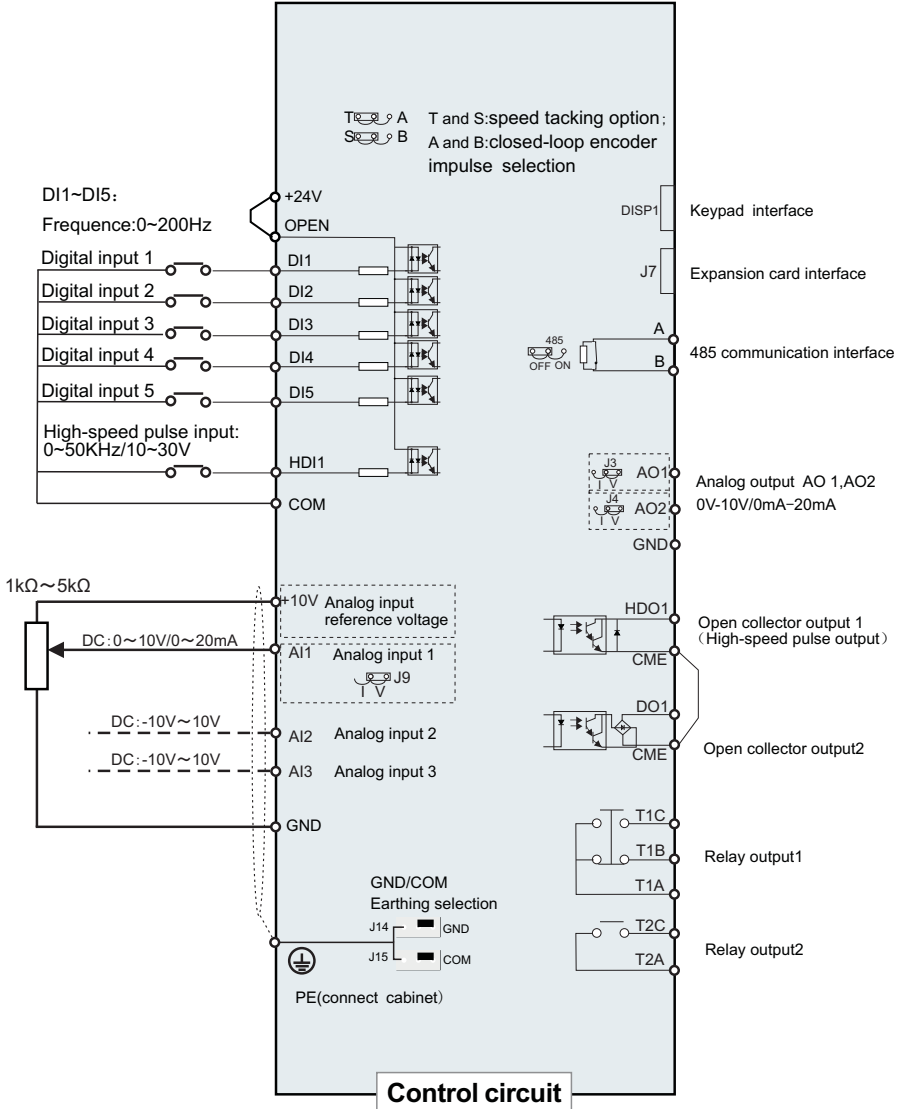 T A T and S:speed tacking option;
S B A and B:closed-loop encoder
impulse selection
DI1~DI5:
Frequence:0~200Hz
+24V
OPEN
Digital input 1
DI1
Digital input 2
DI2
Digital input 3
DI3
Digital input 4
DI4
Digital input 5
DI5
High-speed pulse input:
0~50KHz/10~30V
HDI1
COM
DISP1
Keypad interface
J7
Expansion card interface
485
OFF ON
A
B
485 communication interface
J3
I V
AO1
J4
I V
AO2
Analog output AO 1,AO2
0V-10V/0mA-20mA
GND
1kΩ~5kΩ
+10V Analog input
reference voltage
DC:0~10V/0~20mA
AI1 Analog input 1
J9
I V
DC:-10V~10V
AI2 Analog input 2
DC:-10V~10V
AI3 Analog input 3
GND
HDO1
Open collector output 1
(High-speed pulse output)
CME
DO1
CME
Open collector output2
T1C
T1B
T1A
Relay output1
T2C
T2A
Relay output2
GND/COM
Earthing selection
J14 GND
J15 COM
PE(connect cabinet)
Control circuit